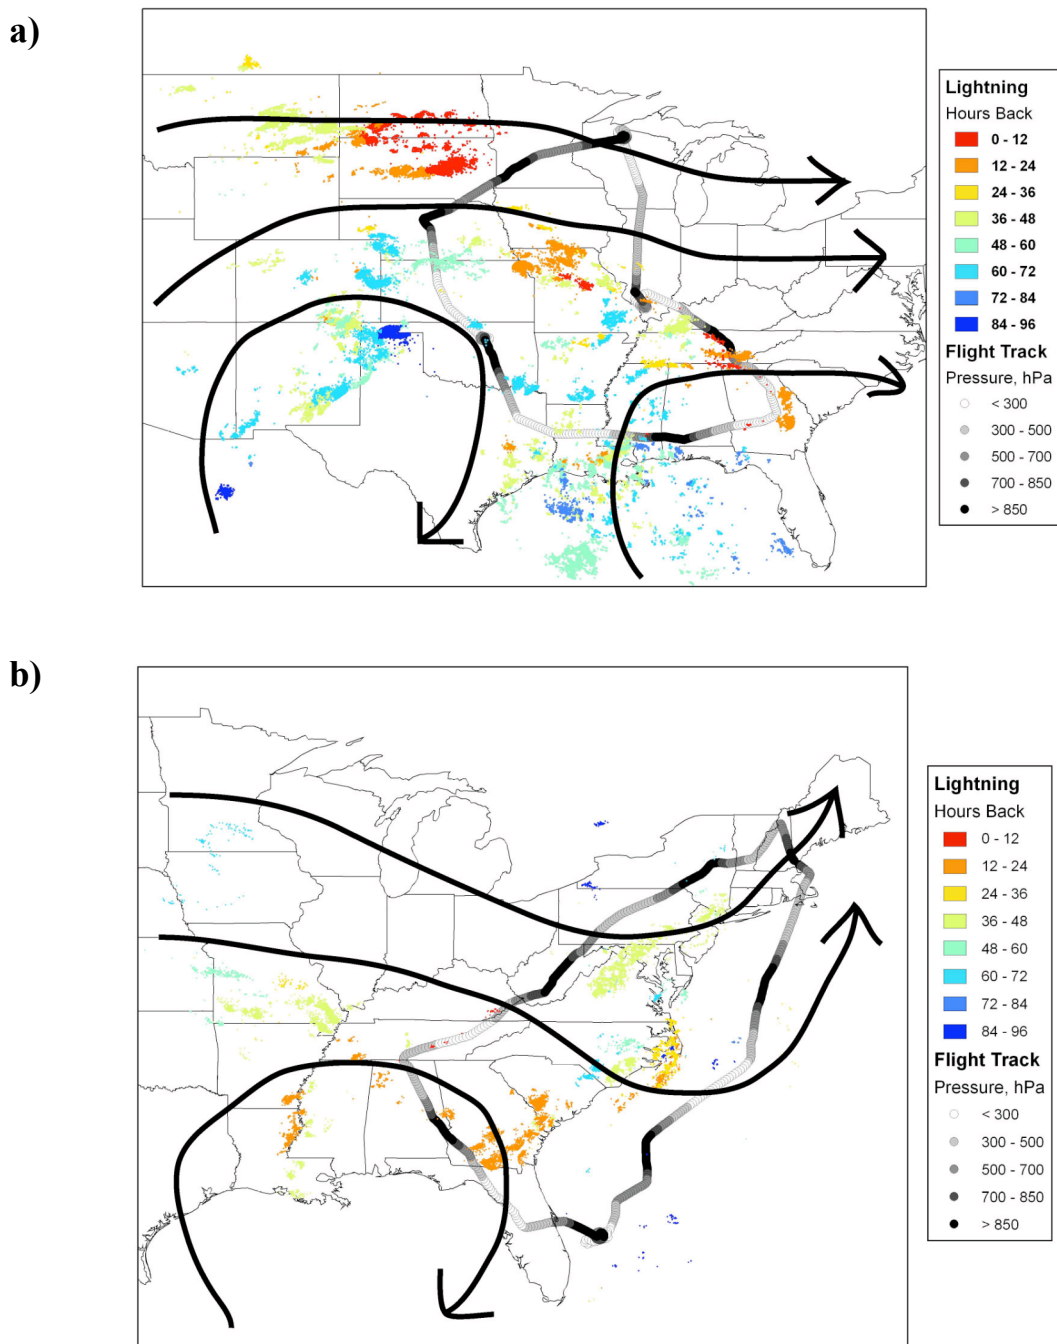 a)
Lightning
Hours Back
0 - 12
12 - 24
24 - 36
36 - 48
48 - 60
60 - 72
72 - 84
84 - 96
Flight Track
Pressure, hPa
< 300
300 - 500
500 - 700
700 - 850
> 850
b)
Lightning
Hours Back
0 - 12
12 - 24
24 - 36
36 - 48
48 - 60
60 - 72
72 - 84
84 - 96
Flight Track
Pressure, hPa
< 300
300 - 500
500 - 700
700 - 850
> 850